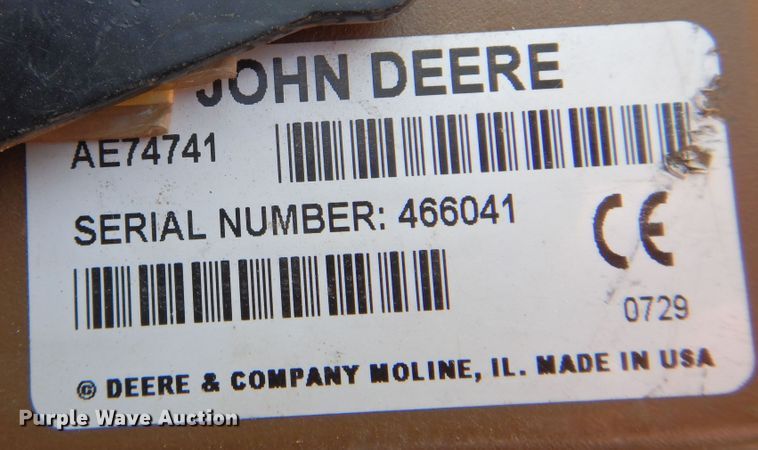 JOHN DEERE
AE74741
SERIAL NUMBER: 466041
CE
0729
© DEERE & COMPANY MOLINE, IL. MADE IN USA
Purple Wave Auction